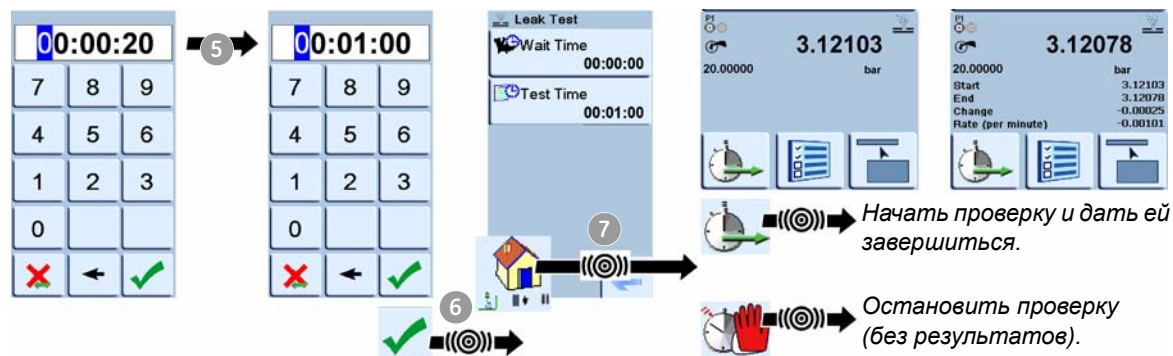 00:00:20
7 8 9
4 5 6
1 2 3
0
5
00:01:00
7 8 9
4 5 6
1 2 3
0
6
Leak Test
Wait Time
00:00:00
Test Time
00:01:00
7
P1
3.12103
20.00000 bar
P1
3.12078
20.00000 bar
Start 3.12103
End 3.12078
Change -0.00025
Rate (per minute) -0.00101
Начать проверку и дать ей
завершиться.
Остановить проверку
(без результатов).